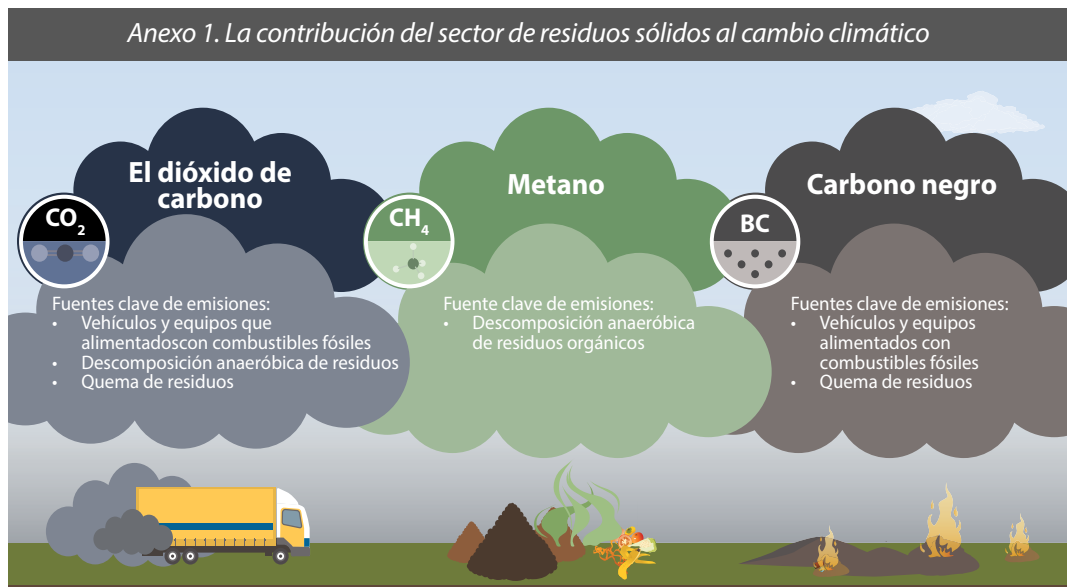 Anexo 1. La contribución del sector de residuos sólidos al cambio climático
El dióxido de
carbono
CO₂
Fuentes clave de emisiones:
• Vehículos y equipos que
alimentadoscon combustibles fósiles
• Descomposición anaeróbica de residuos
• Quema de residuos
Metano
CH₄
Fuente clave de emisiones:
• Descomposición anaeróbica
de residuos orgánicos
Carbono negro
BC
Fuentes clave de emisiones:
• Vehículos y equipos
alimentados con
combustibles fósiles
• Quema de residuos